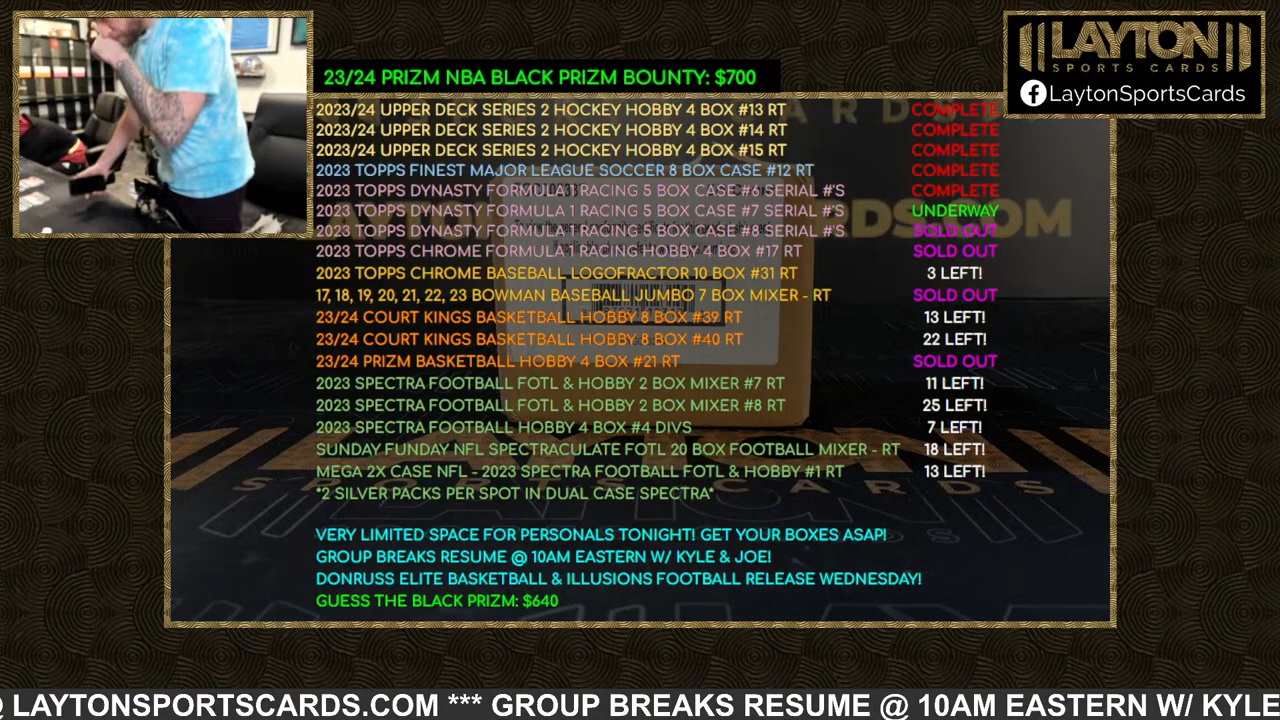 LAYTON
SPORTS CARDS
LaytonSportsCards
23/24 PRIZM NBA BLACK PRIZM BOUNTY: $700
2023/24 UPPER DECK SERIES 2 HOCKEY HOBBY 4 BOX #13 RT COMPLETE
2023/24 UPPER DECK SERIES 2 HOCKEY HOBBY 4 BOX #14 RT COMPLETE
2023/24 UPPER DECK SERIES 2 HOCKEY HOBBY 4 BOX #15 RT COMPLETE
2023 TOPPS FINEST MAJOR LEAGUE SOCCER 8 BOX CASE #12 RT COMPLETE
2023 TOPPS DYNASTY FORMULA 1 RACING 5 BOX CASE #6 SERIAL #'S COMPLETE
2023 TOPPS DYNASTY FORMULA 1 RACING 5 BOX CASE #7 SERIAL #'S UNDERWAY
2023 TOPPS DYNASTY FORMULA 1 RACING 5 BOX CASE #8 SERIAL #'S SOLD OUT
2023 TOPPS CHROME FORMULA 1 RACING HOBBY 4 BOX #17 RT SOLD OUT
2023 TOPPS CHROME BASEBALL LOGOFRACTOR 10 BOX #31 RT 3 LEFT!
17, 18, 19, 20, 21, 22, 23 BOWMAN BASEBALL JUMBO 7 BOX MIXER - RT SOLD OUT
23/24 COURT KINGS BASKETBALL HOBBY 8 BOX #39 RT 13 LEFT!
23/24 COURT KINGS BASKETBALL HOBBY 8 BOX #40 RT 22 LEFT!
23/24 PRIZM BASKETBALL HOBBY 4 BOX #21 RT SOLD OUT
2023 SPECTRA FOOTBALL FOTL & HOBBY 2 BOX MIXER #7 RT 11 LEFT!
2023 SPECTRA FOOTBALL FOTL & HOBBY 2 BOX MIXER #8 RT 25 LEFT!
2023 SPECTRA FOOTBALL HOBBY 4 BOX #4 DIVS 7 LEFT!
SUNDAY FUNDAY NFL SPECTRACULATE FOTL 20 BOX FOOTBALL MIXER - RT 18 LEFT!
MEGA 2X CASE NFL - 2023 SPECTRA FOOTBALL FOTL & HOBBY #1 RT 13 LEFT!
*2 SILVER PACKS PER SPOT IN DUAL CASE SPECTRA*
VERY LIMITED SPACE FOR PERSONALS TONIGHT! GET YOUR BOXES ASAP!
GROUP BREAKS RESUME @ 10AM EASTERN W/ KYLE & JOE!
DONRUSS ELITE BASKETBALL & ILLUSIONS FOOTBALL RELEASE WEDNESDAY!
GUESS THE BLACK PRIZM: $640
@ LAYTONSPORTSCARDS.COM *** GROUP BREAKS RESUME @ 10AM EASTERN W/ KYLE